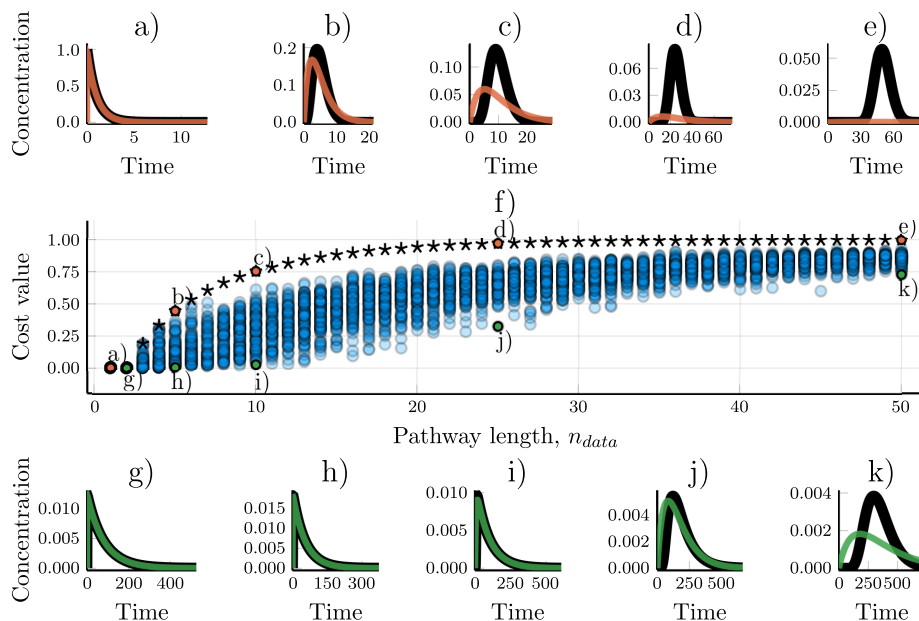 a) b) c) d) e)
Concentration
1.0 0.5 0.0
0.2 0.1 0.0
0.10 0.05 0.00
0.06 0.03 0.00
0.050 0.025 0.000
0 5 10
0 10 20
0 10 20
0 20 40 60
0 30 60
Time Time Time Time Time
f)
Cost value
1.00
0.75
0.50
0.25
0.00
a) b) c) d) e)
g) h) i) j) k)
0 10 20 30 40 50
Pathway length, n_data
g) h) i) j) k)
Concentration
0.010 0.005 0.000
0.015 0.010 0.005 0.000
0.010 0.005 0.000
0.004 0.002 0.000
0.004 0.002 0.000
0 200 400
0 150 300
0 250 500
0 250 500
0 250 500
Time Time Time Time Time